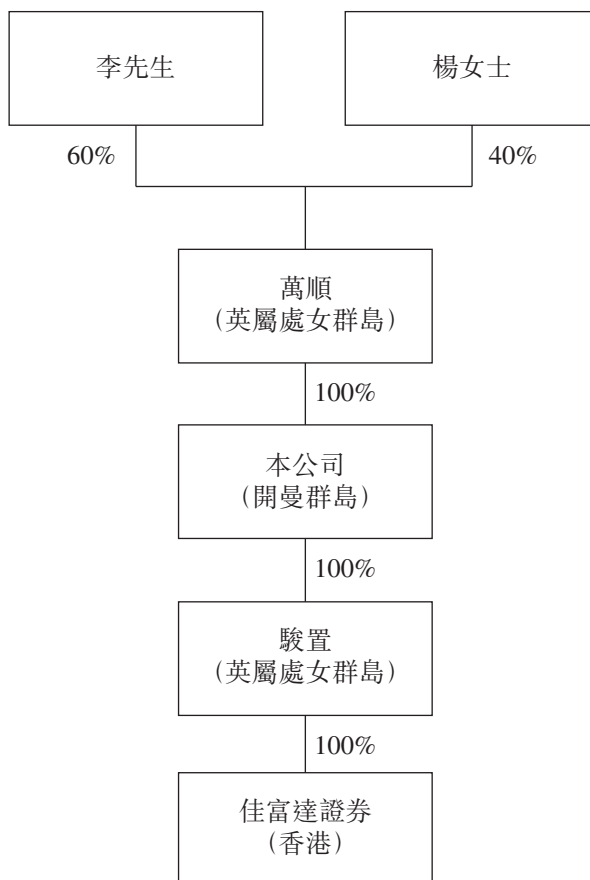 李先生
楊女士
60%
40%
萬順
（英屬處女群島）
100%
本公司
（開曼群島）
100%
駿置
（英屬處女群島）
100%
佳富達證券
（香港）